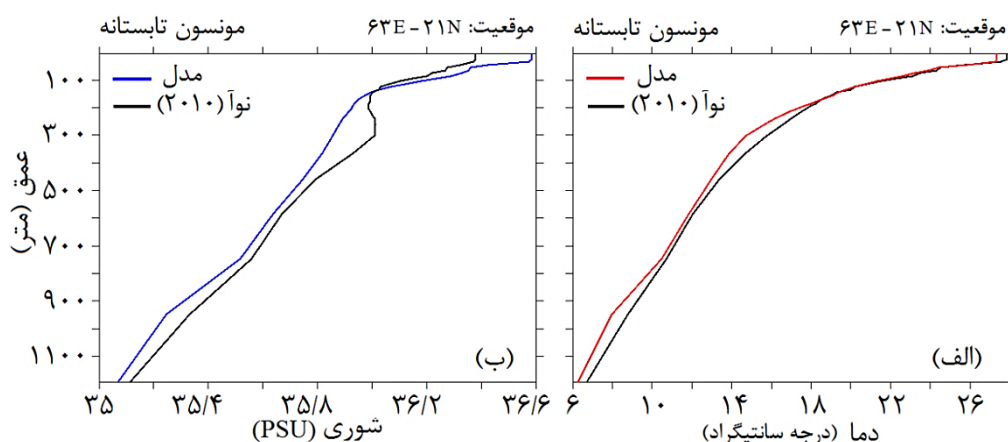 موقعیت: ۶۳E-۲۱N
مونسون تابستانه
مدل
نوآ (۲۰۱۰)
(الف)
۶ ۱۰ ۱۴ ۱۸ ۲۲ ۲۶
دما (درجه سانتیگراد)
موقعیت: ۶۳E-۲۱N
مونسون تابستانه
مدل
نوآ (۲۰۱۰)
عمق (متر)
۱۰۰
۳۰۰
۵۰۰
۷۰۰
۹۰۰
۱۱۰۰
(ب)
۳۵ ۳۵/۴ ۳۵/۸ ۳۶/۲ ۳۶/۶
شوری (PSU)